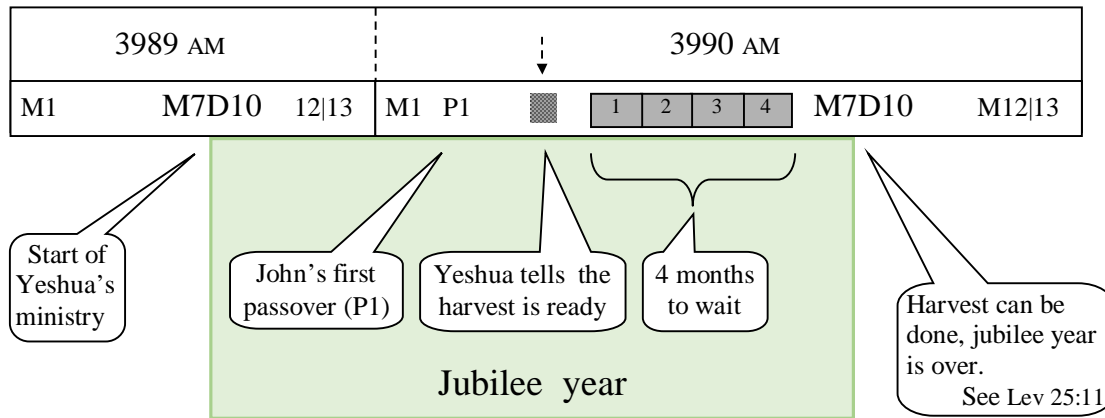 3989 AM
3990 AM
M1 M7D10 12|13 M1 P1 1 2 3 4 M7D10 M12|13
Start of
Yeshua's
ministry
John's first
passover (P1)
Yeshua tells the
harvest is ready
4 months
to wait
Harvest can be
done, jubilee year
is over.
See Lev 25:11
Jubilee year